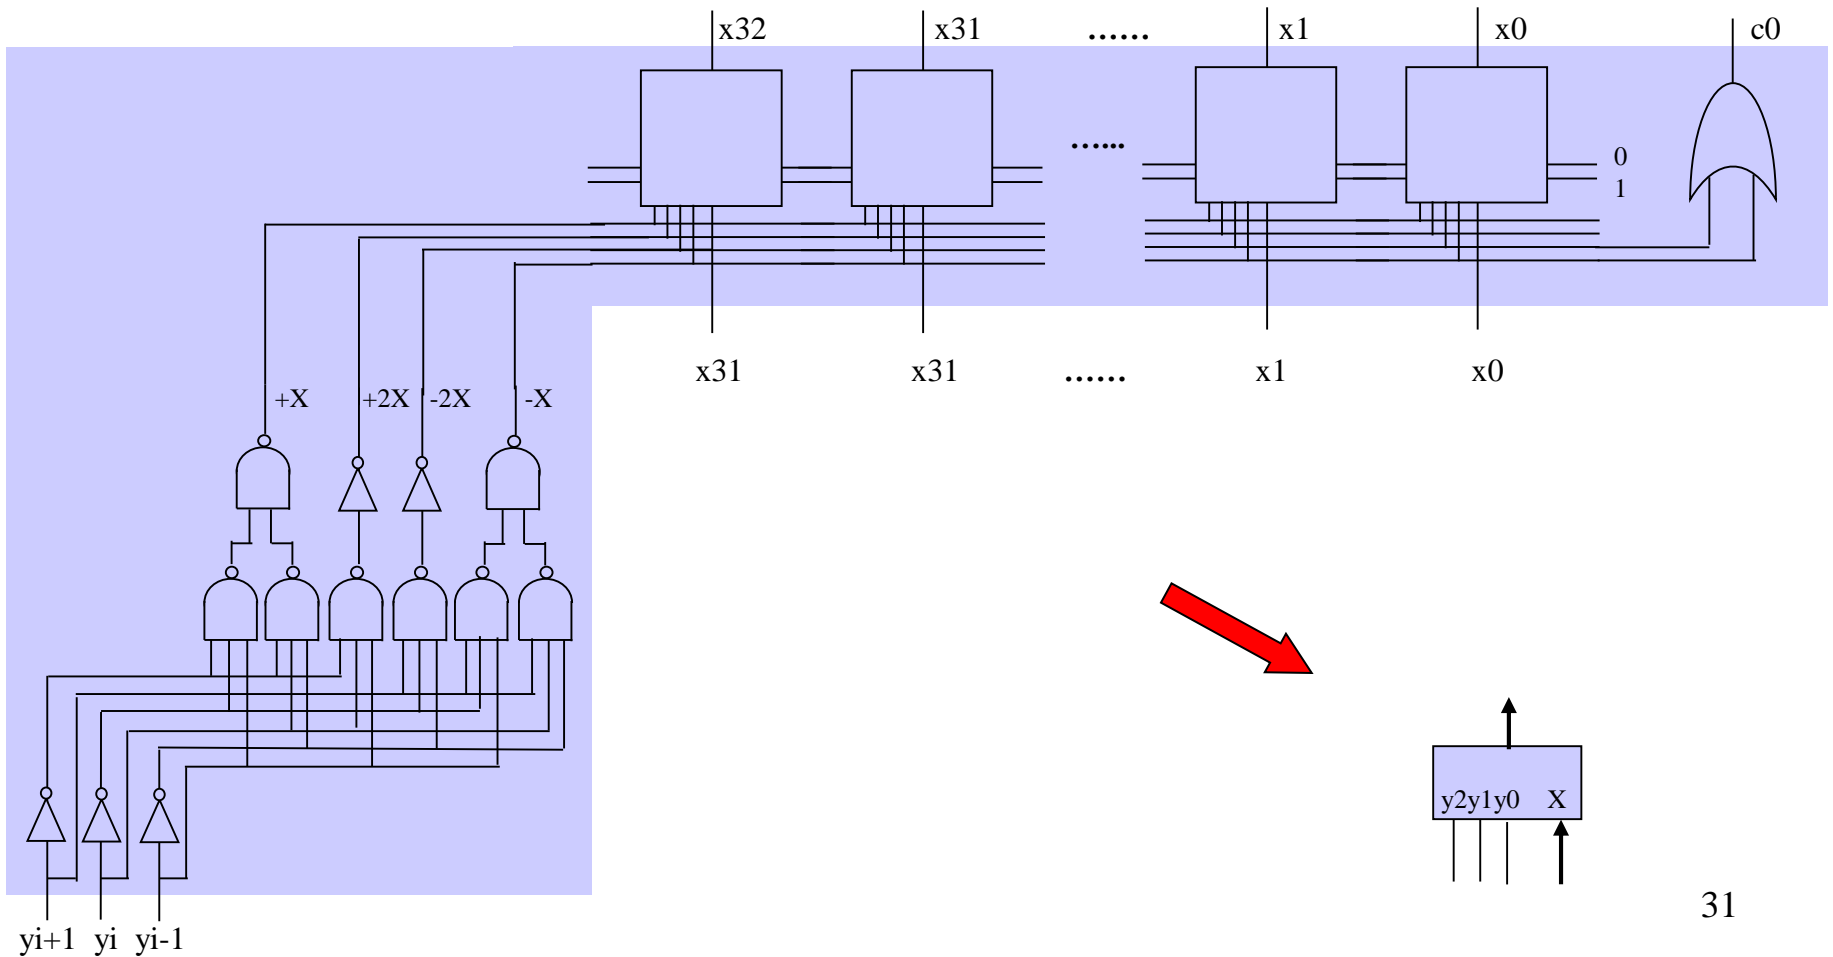 x32 x31 ...... x1 x0 c0
...... 0
1
x31 x31 ...... x1 x0
+X +2X -2X -X
y2y1y0 X
31
yi+1 yi yi-1